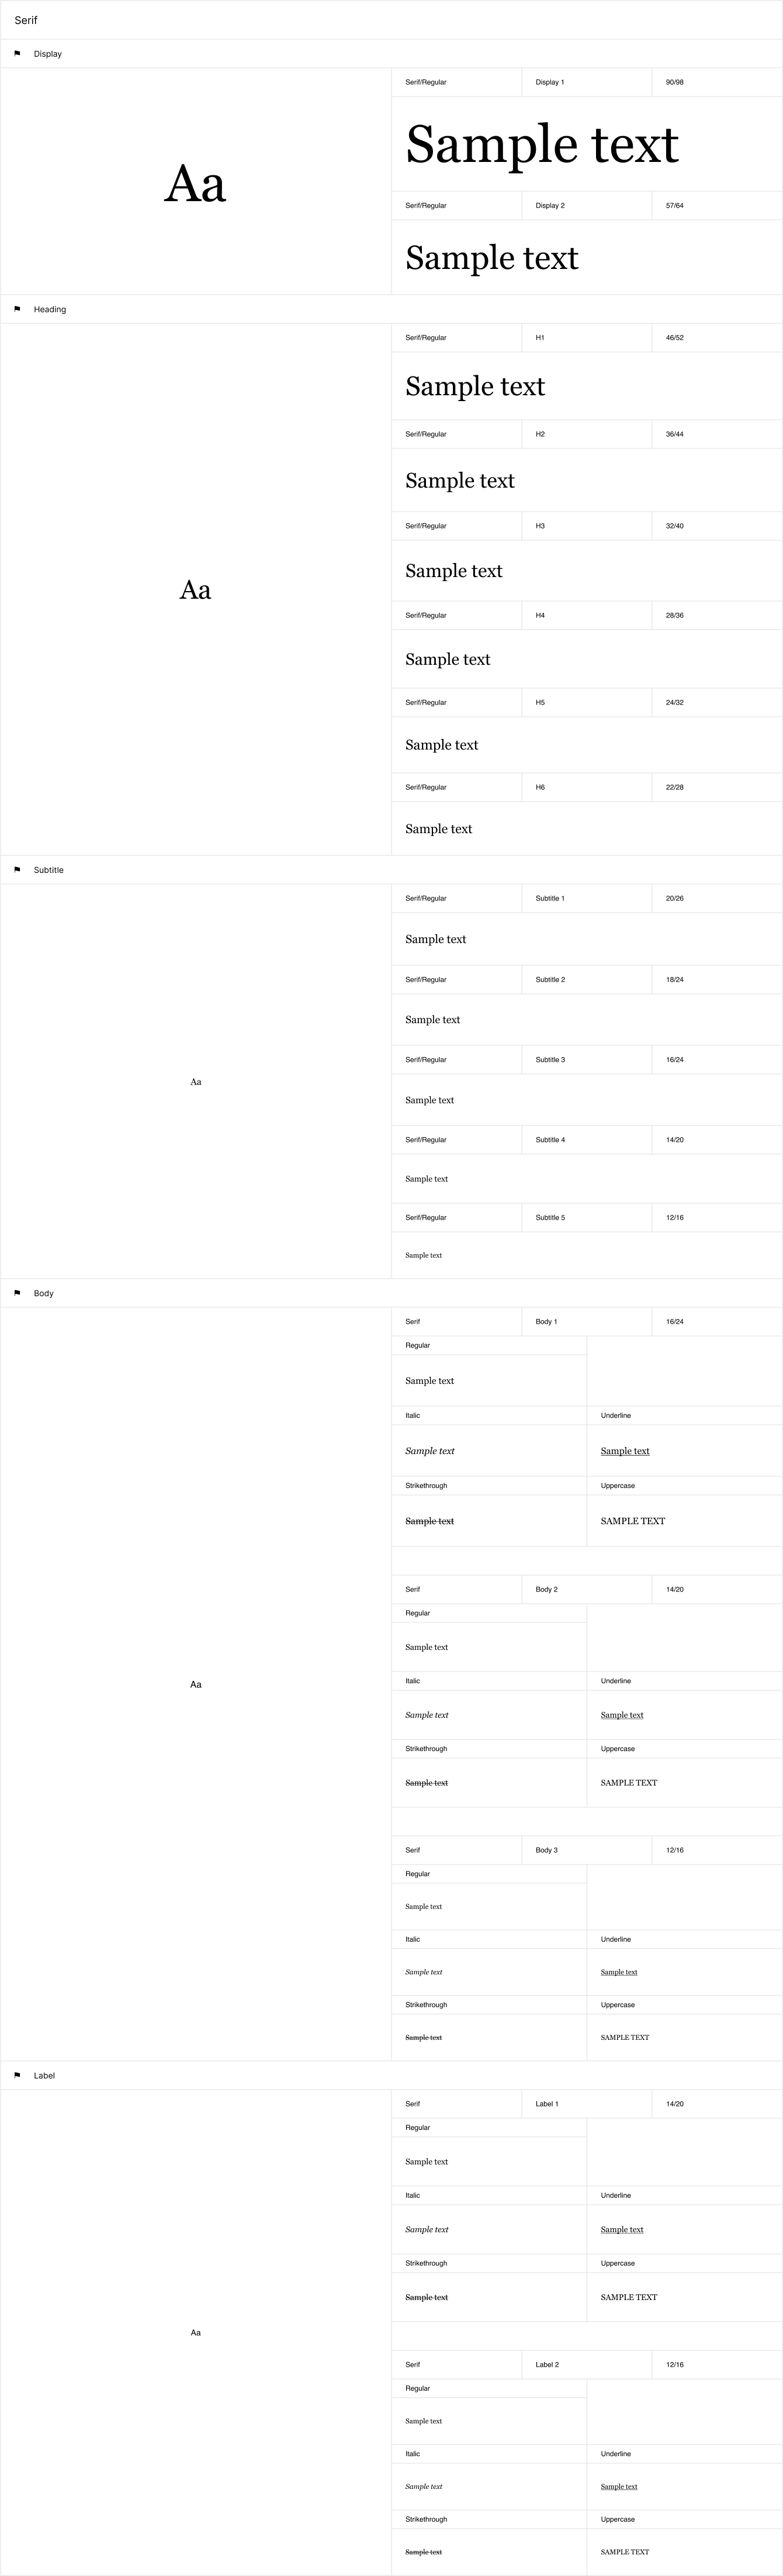 Serif
Display
Serif/Regular Display 1 90/98
Aa
Sample text
Serif/Regular Display 2 57/64
Sample text
Heading
Serif/Regular H1 46/52
Sample text
Serif/Regular H2 36/44
Sample text
Serif/Regular H3 32/40
Sample text
Aa
Serif/Regular H4 28/36
Sample text
Serif/Regular H5 24/32
Sample text
Serif/Regular H6 22/28
Sample text
Subtitle
Serif/Regular Subtitle 1 20/26
Sample text
Serif/Regular Subtitle 2 18/24
Sample text
Serif/Regular Subtitle 3 16/24
Aa
Sample text
Serif/Regular Subtitle 4 14/20
Sample text
Serif/Regular Subtitle 5 12/16
Sample text
Body
Serif Body 1 16/24
Regular
Sample text
Italic Underline
Sample text Sample text
Strikethrough Uppercase
Sample text SAMPLE TEXT
Serif Body 2 14/20
Regular
Sample text
Italic Underline
Aa
Sample text Sample text
Strikethrough Uppercase
Sample text SAMPLE TEXT
Serif Body 3 12/16
Regular
Sample text
Italic Underline
Sample text Sample text
Strikethrough Uppercase
Sample text SAMPLE TEXT
Label
Serif Label 1 14/20
Regular
Sample text
Italic Underline
Sample text Sample text
Strikethrough Uppercase
Sample text SAMPLE TEXT
Aa
Serif Label 2 12/16
Regular
Sample text
Italic Underline
Sample text Sample text
Strikethrough Uppercase
Sample text SAMPLE TEXT